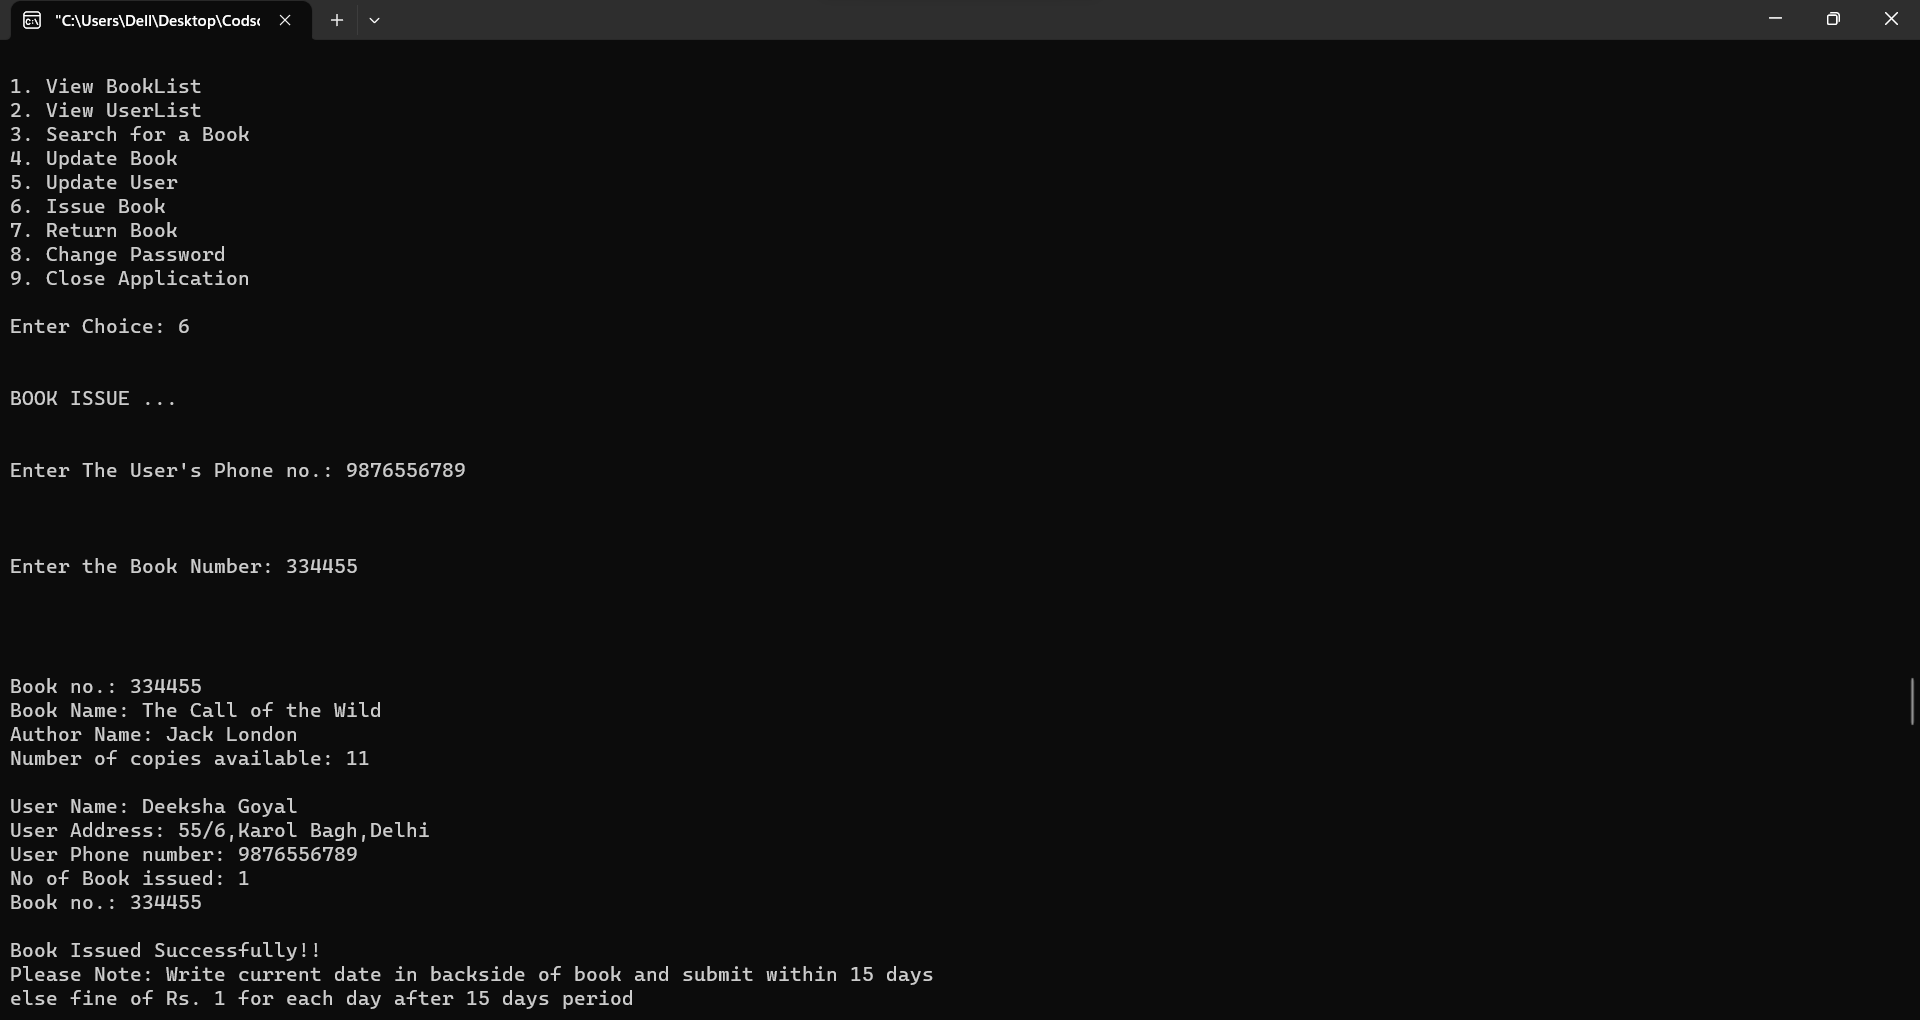 "C:\Users\Dell\Desktop\Codso
1. View BookList
2. View UserList
3. Search for a Book
4. Update Book
5. Update User
6. Issue Book
7. Return Book
8. Change Password
9. Close Application
Enter Choice: 6
BOOK ISSUE ...
Enter The User's Phone no.: 9876556789
Enter the Book Number: 334455
Book no.: 334455
Book Name: The Call of the Wild
Author Name: Jack London
Number of copies available: 11
User Name: Deeksha Goyal
User Address: 55/6,Karol Bagh,Delhi
User Phone number: 9876556789
No of Book issued: 1
Book no.: 334455
Book Issued Successfully!!
Please Note: Write current date in backside of book and submit within 15 days
else fine of Rs. 1 for each day after 15 days period